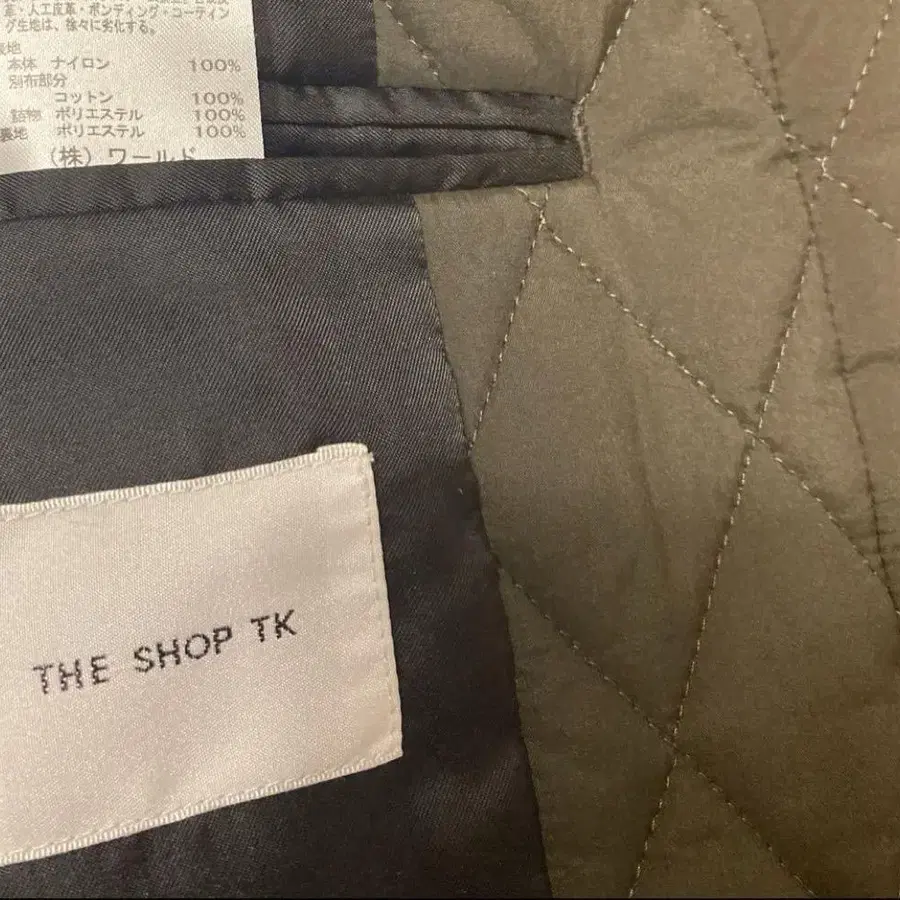 革・人工皮革・ボンディング・コーティン
グ生地は、徐々に劣化する。
表地
本体 ナイロン 100%
別布部分
コットン 100%
詰物 ポリエステル 100%
裏地 ポリエステル 100%
(株) ワールド
THE SHOP TK